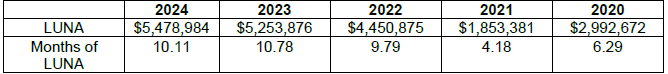 2024 2023 2022 2021 2020
LUNA $5,478,984 $5,253,876 $4,450,875 $1,853,381 $2,992,672
Months of 10.11 10.78 9.79 4.18 6.29
LUNA